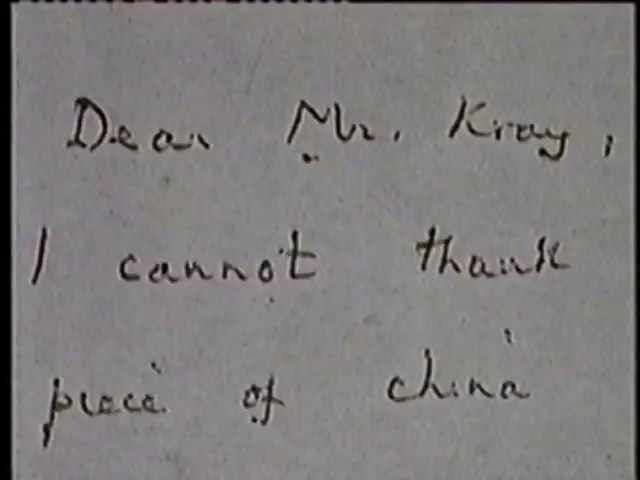 Dear Mr. Kray,
I cannot thank
piece of china